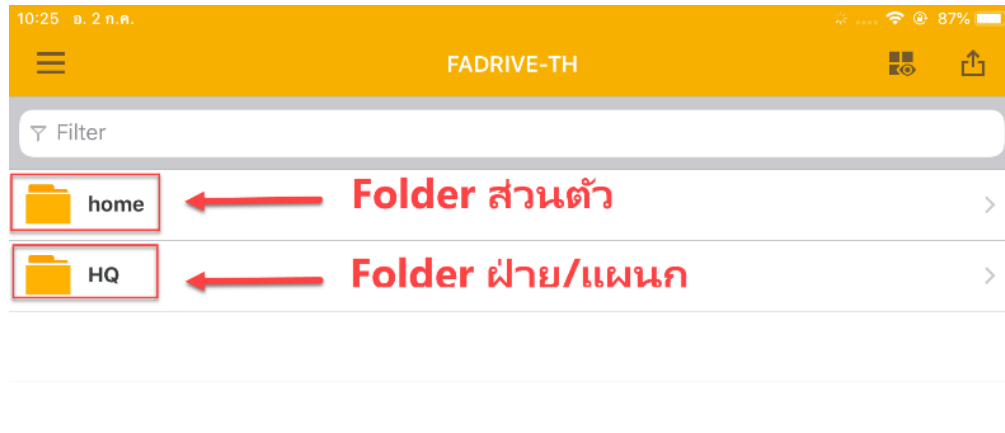 10:25 อ. 2 ก.ค. 87%
FADRIVE-TH
Filter
home Folder ส่วนตัว
HQ Folder ฝ่าย/แผนก